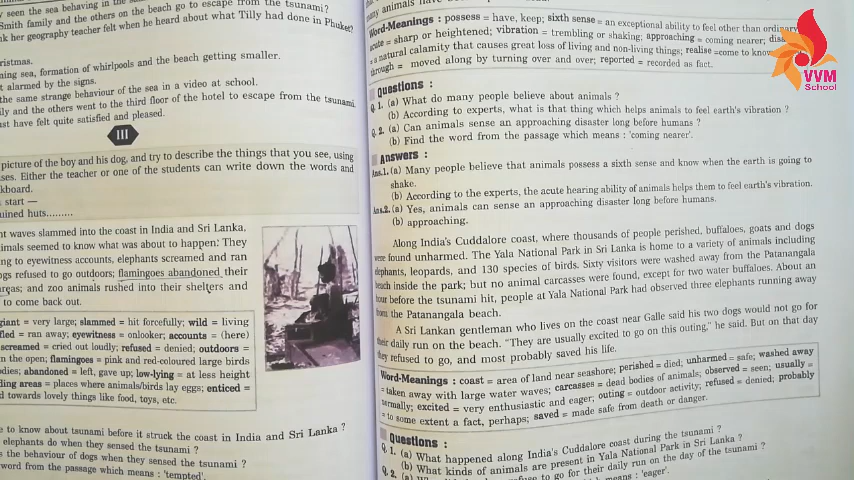 y seen the sea behaving in the
Smith family and the others on the beach go to escape from the tsunami?
nk her geography teacher felt when he heard about what Tilly had done in Phuket?
ristmas.
ning sea, formation of whirlpools and the beach getting smaller.
t alarmed by the signs.
the same strange behaviour of the sea in a video at school.
ily and the others went to the third floor of the hotel to escape from the tsunami.
ust have felt quite satisfied and pleased.
III
picture of the boy and his dog, and try to describe the things that you see, using
ses. Either the teacher or one of the students can write down the words and
kboard.
start —
uined huts.........
nt waves slammed into the coast in India and Sri Lanka.
imals seemed to know what was about to happen. They
ng to eyewitness accounts, elephants screamed and ran
ogs refused to go outdoors; flamingoes abandoned their
reas; and zoo animals rushed into their shelters and
to come back out.
giant = very large; slammed = hit forcefully; wild = living
fled = ran away; eyewitness = onlooker; accounts = (here)
screamed = cried out loudly; refused = denied; outdoors =
n the open; flamingoes = pink and red-coloured large birds
odies; abandoned = left, gave up; low-lying = at less height
ding areas = places where animals/birds lay eggs; enticed =
d towards lovely things like food, toys, etc.
e to know about tsunami before it struck the coast in India and Sri Lanka ?
elephants do when they sensed the tsunami ?
s the behaviour of dogs when they sensed the tsunami ?
word from the passage which means : 'tempted'.
many animals have
Word-Meanings : possess = have, keep; sixth sense = an exceptional ability to feel other than ordinary
acute = sharp or heightened; vibration = trembling or shaking; approaching = coming nearer; disa
= a natural calamity that causes great loss of living and non-living things; realise =come to know
through = moved along by turning over and over; reported = recorded as fact.
VVM
School
Questions :
Q. 1. (a) What do many people believe about animals ?
(b) According to experts, what is that thing which helps animals to feel earth's vibration ?
Q. 2. (a) Can animals sense an approaching disaster long before humans ?
(b) Find the word from the passage which means : 'coming nearer'.
Answers :
Ans.1. (a) Many people believe that animals possess a sixth sense and know when the earth is going to
shake.
(b) According to the experts, the acute hearing ability of animals helps them to feel earth's vibration.
Ans.2. (a) Yes, animals can sense an approaching disaster long before humans.
(b) approaching.
Along India's Cuddalore coast, where thousands of people perished, buffaloes, goats and dogs
were found unharmed. The Yala National Park in Sri Lanka is home to a variety of animals including
elephants, leopards, and 130 species of birds. Sixty visitors were washed away from the Patanangala
beach inside the park; but no animal carcasses were found, except for two water buffaloes. About an
hour before the tsunami hit, people at Yala National Park had observed three elephants running away
from the Patanangala beach.
A Sri Lankan gentleman who lives on the coast near Galle said his two dogs would not go for
their daily run on the beach. "They are usually excited to go on this outing," he said. But on that day
they refused to go, and most probably saved his life.
Word-Meanings : coast = area of land near seashore; perished = died; unharmed = safe; washed away
= taken away with large water waves; carcasses = dead bodies of animals; observed = seen; usually =
normally; excited = very enthusiastic and eager; outing = outdoor activity; refused = denied; probably
= to some extent a fact, perhaps; saved = made safe from death or danger.
Questions :
Q. 1. (a) What happened along India's Cuddalore coast during the tsunami ?
(b) What kinds of animals are present in Yala National Park in Sri Lanka ?
Q. 2. (a) refuse to go for their daily run on the day of the tsunami ?
which means : 'eager'.